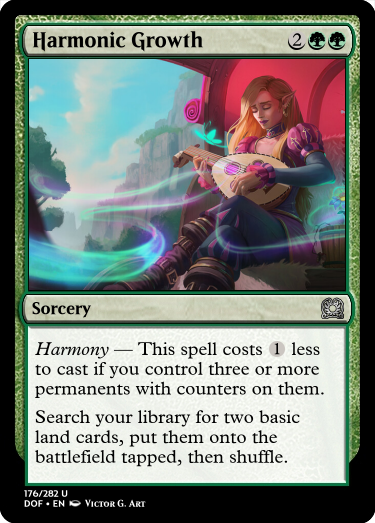 Harmonic Growth 2
Sorcery
Harmony — This spell costs 1 less
to cast if you control three or more
permanents with counters on them.
Search your library for two basic
land cards, put them onto the
battlefield tapped, then shuffle.
176/282 U
DOF • EN Victor G. Art